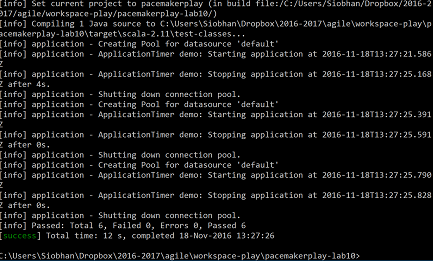 [info] Set current project to pacemakerplay (in build file:/C:/Users/Siobhan/Dropbox/2016-2
017/agile/workspace-play/pacemakerplay-lab10/)
[info] Compiling 1 Java source to C:\Users\Siobhan\Dropbox\2016-2017\agile\workspace-play\p
acemakerplay-lab10\target\scala-2.11\test-classes...
[info] application - Creating Pool for datasource 'default'
[info] application - ApplicationTimer demo: Starting application at 2016-11-18T13:27:21.586
Z
[info] application - ApplicationTimer demo: Stopping application at 2016-11-18T13:27:25.168
Z after 4s.
[info] application - Shutting down connection pool.
[info] application - Creating Pool for datasource 'default'
[info] application - ApplicationTimer demo: Starting application at 2016-11-18T13:27:25.391
Z
[info] application - ApplicationTimer demo: Stopping application at 2016-11-18T13:27:25.591
Z after 0s.
[info] application - Shutting down connection pool.
[info] application - Creating Pool for datasource 'default'
[info] application - ApplicationTimer demo: Starting application at 2016-11-18T13:27:25.790
Z
[info] application - ApplicationTimer demo: Stopping application at 2016-11-18T13:27:25.828
Z after 0s.
[info] application - Shutting down connection pool.
[info] Passed: Total 6, Failed 0, Errors 0, Passed 6
[success] Total time: 12 s, completed 18-Nov-2016 13:27:26
C:\Users\Siobhan\Dropbox\2016-2017\agile\workspace-play\pacemakerplay-lab10>